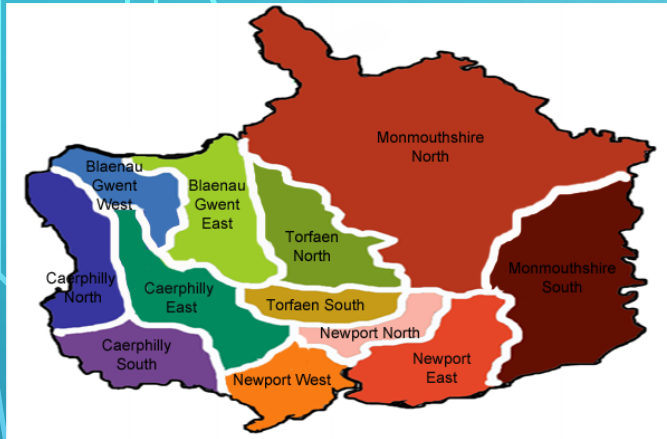 Monmouthshire
North
Blaenau
Gwent
West
Blaenau
Gwent
East
Torfaen
North
Monmouthshire
South
Caerphilly
North
Caerphilly
East
Torfaen South
Newport North
Caerphilly
South
Newport West
Newport
East